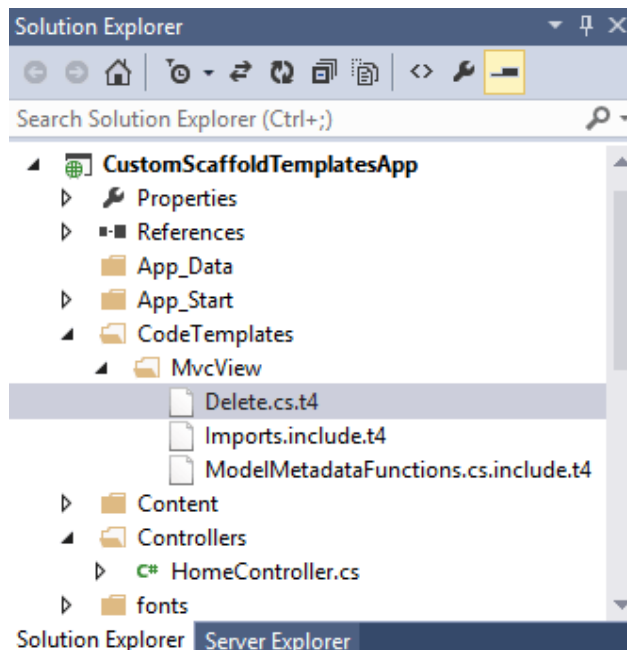 Solution Explorer
Search Solution Explorer (Ctrl+;)
CustomScaffoldTemplatesApp
Properties
References
App_Data
App_Start
CodeTemplates
MvcView
Delete.cs.t4
Imports.include.t4
ModelMetadataFunctions.cs.include.t4
Content
Controllers
C# HomeController.cs
fonts
Solution Explorer Server Explorer